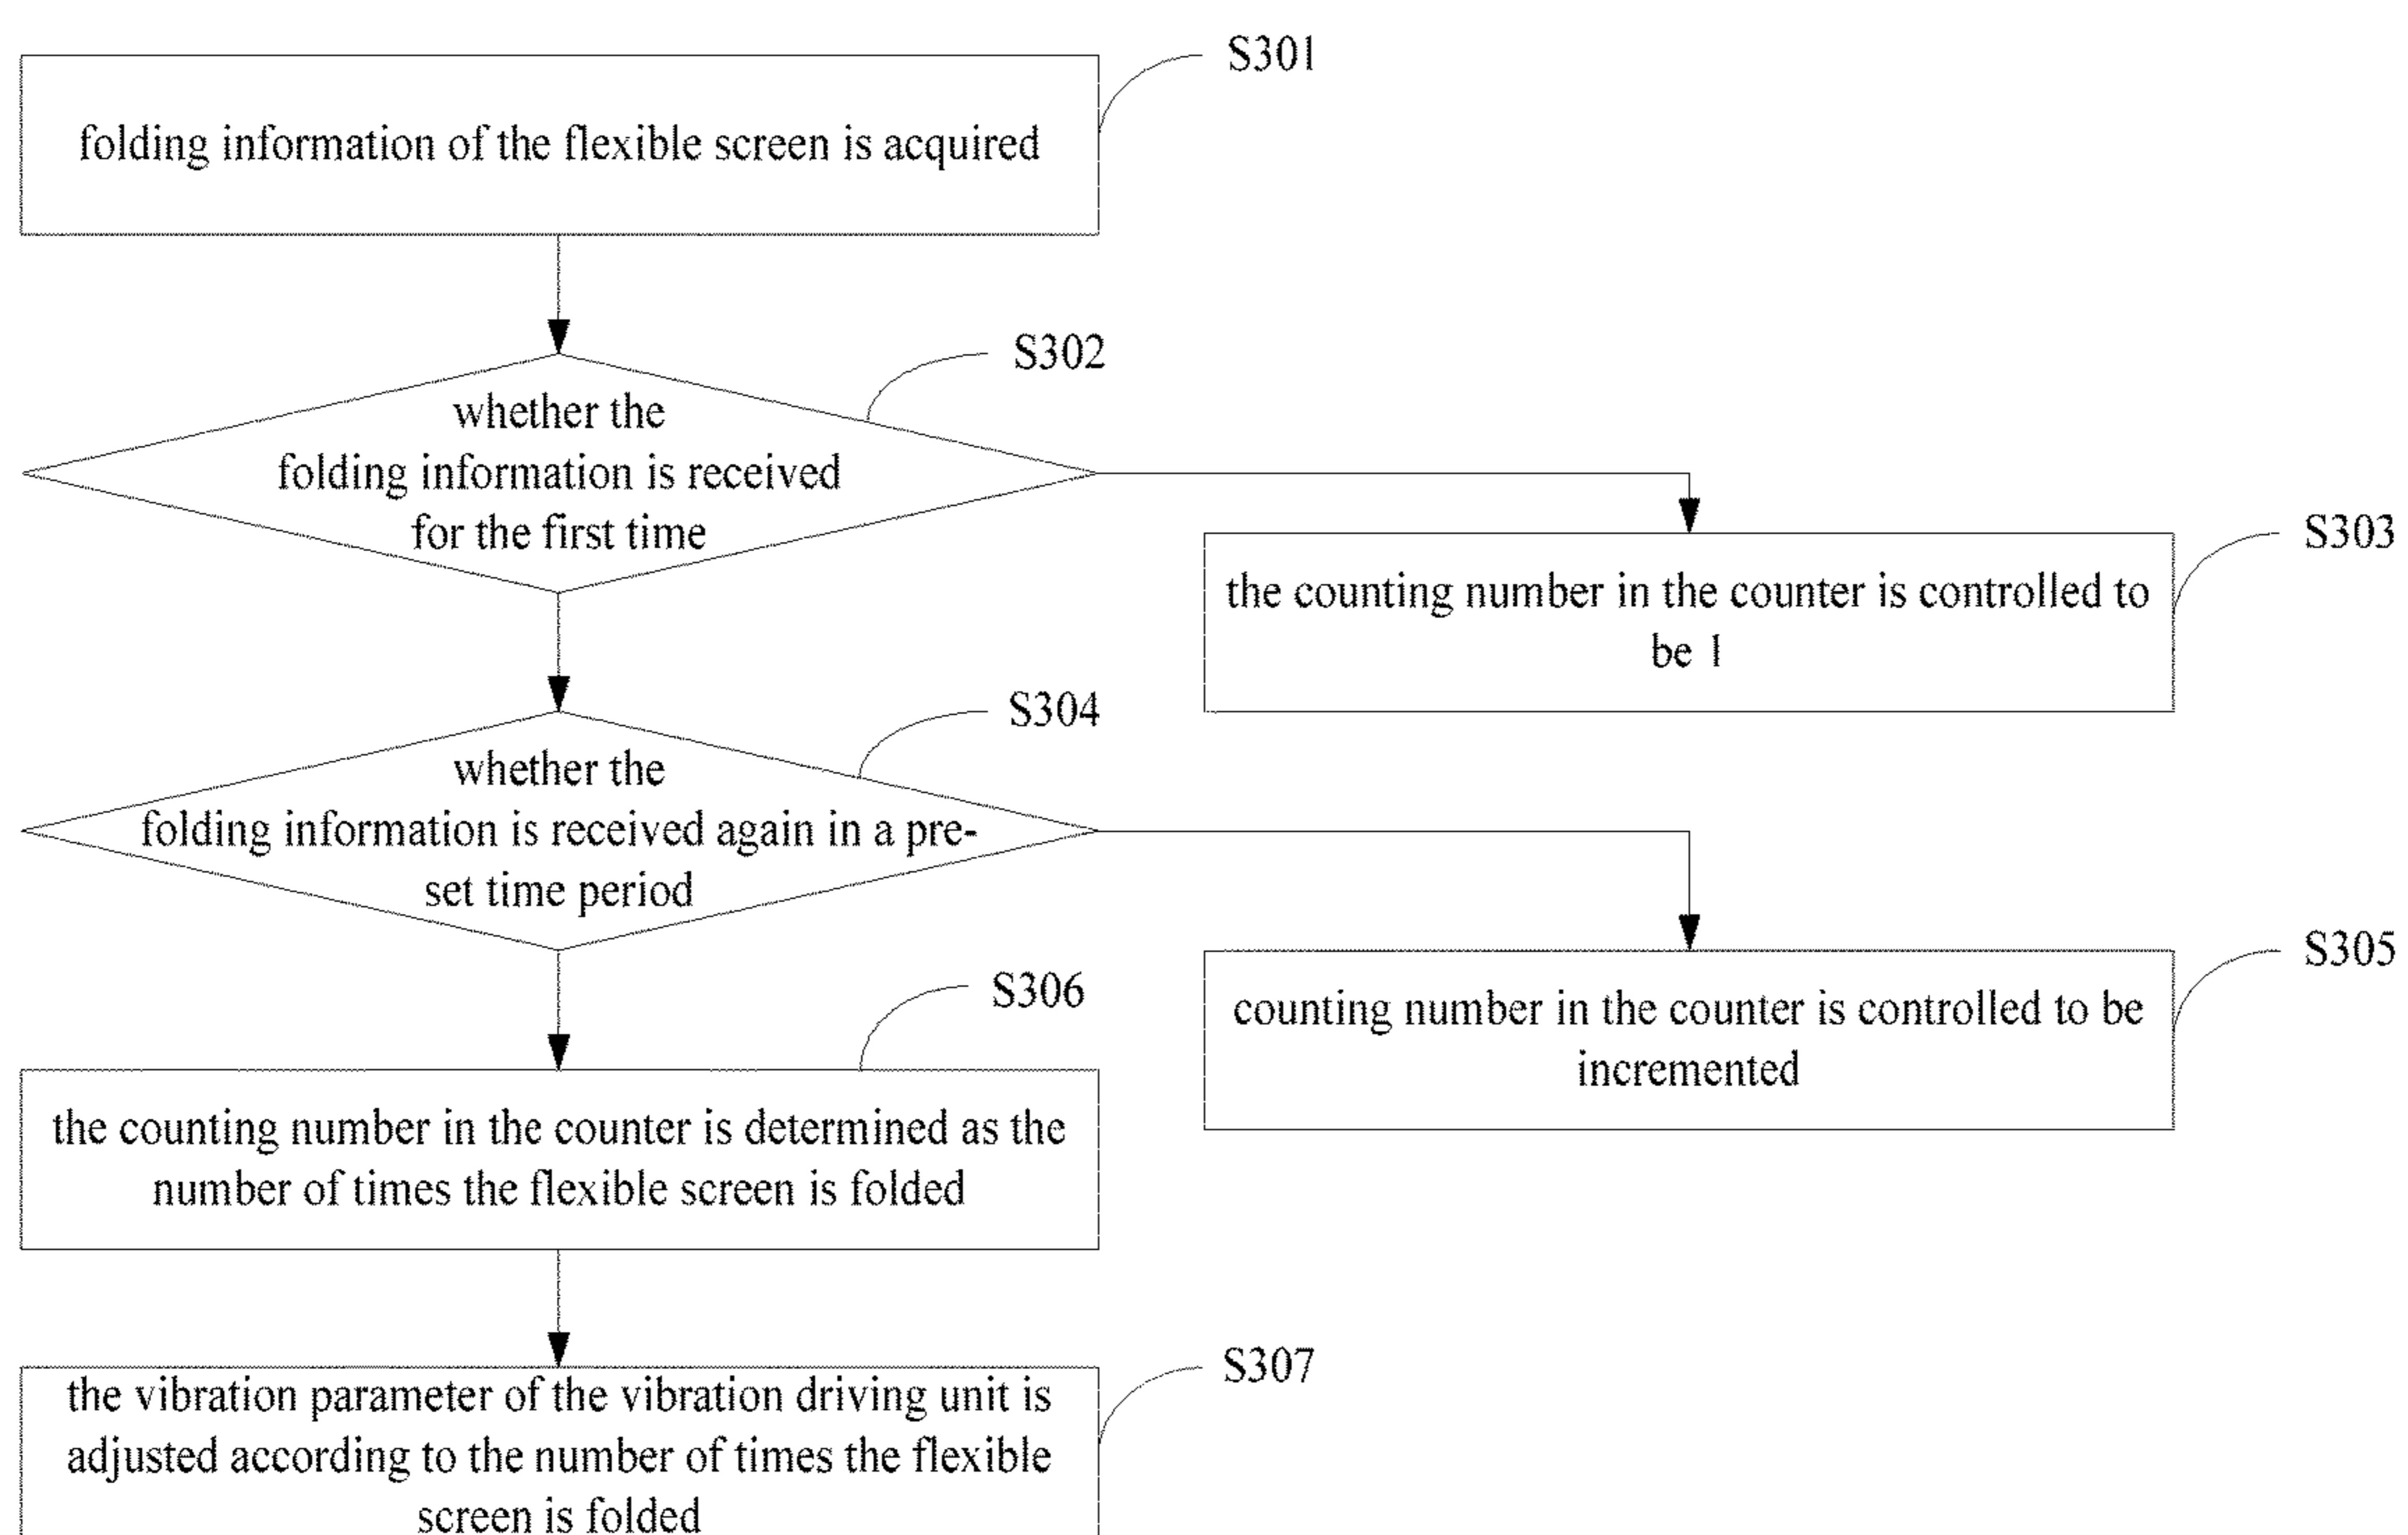 S301
folding information of the flexible screen is acquired
S302
whether the
folding information is received
for the first time
S303
the counting number in the counter is controlled to
be 1
S304
whether the
folding information is received again in a pre-
set time period
S305
counting number in the counter is controlled to be
incremented
S306
the counting number in the counter is determined as the
number of times the flexible screen is folded
S307
the vibration parameter of the vibration driving unit is
adjusted according to the number of times the flexible
screen is folded